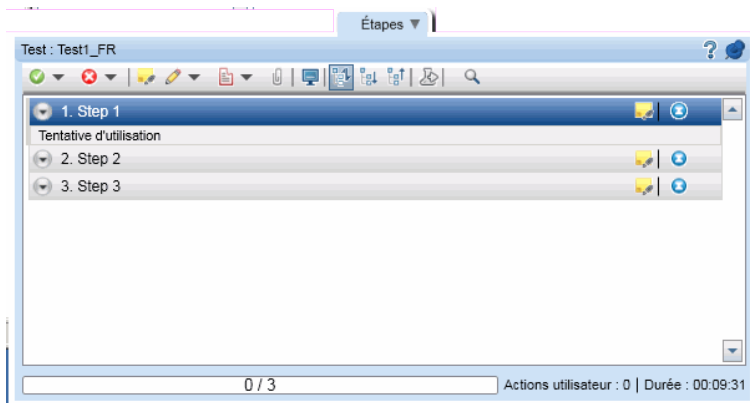 Étapes
Test : Test1_FR
1. Step 1
Tentative d'utilisation
2. Step 2
3. Step 3
0 / 3
Actions utilisateur : 0 | Durée : 00:09:31